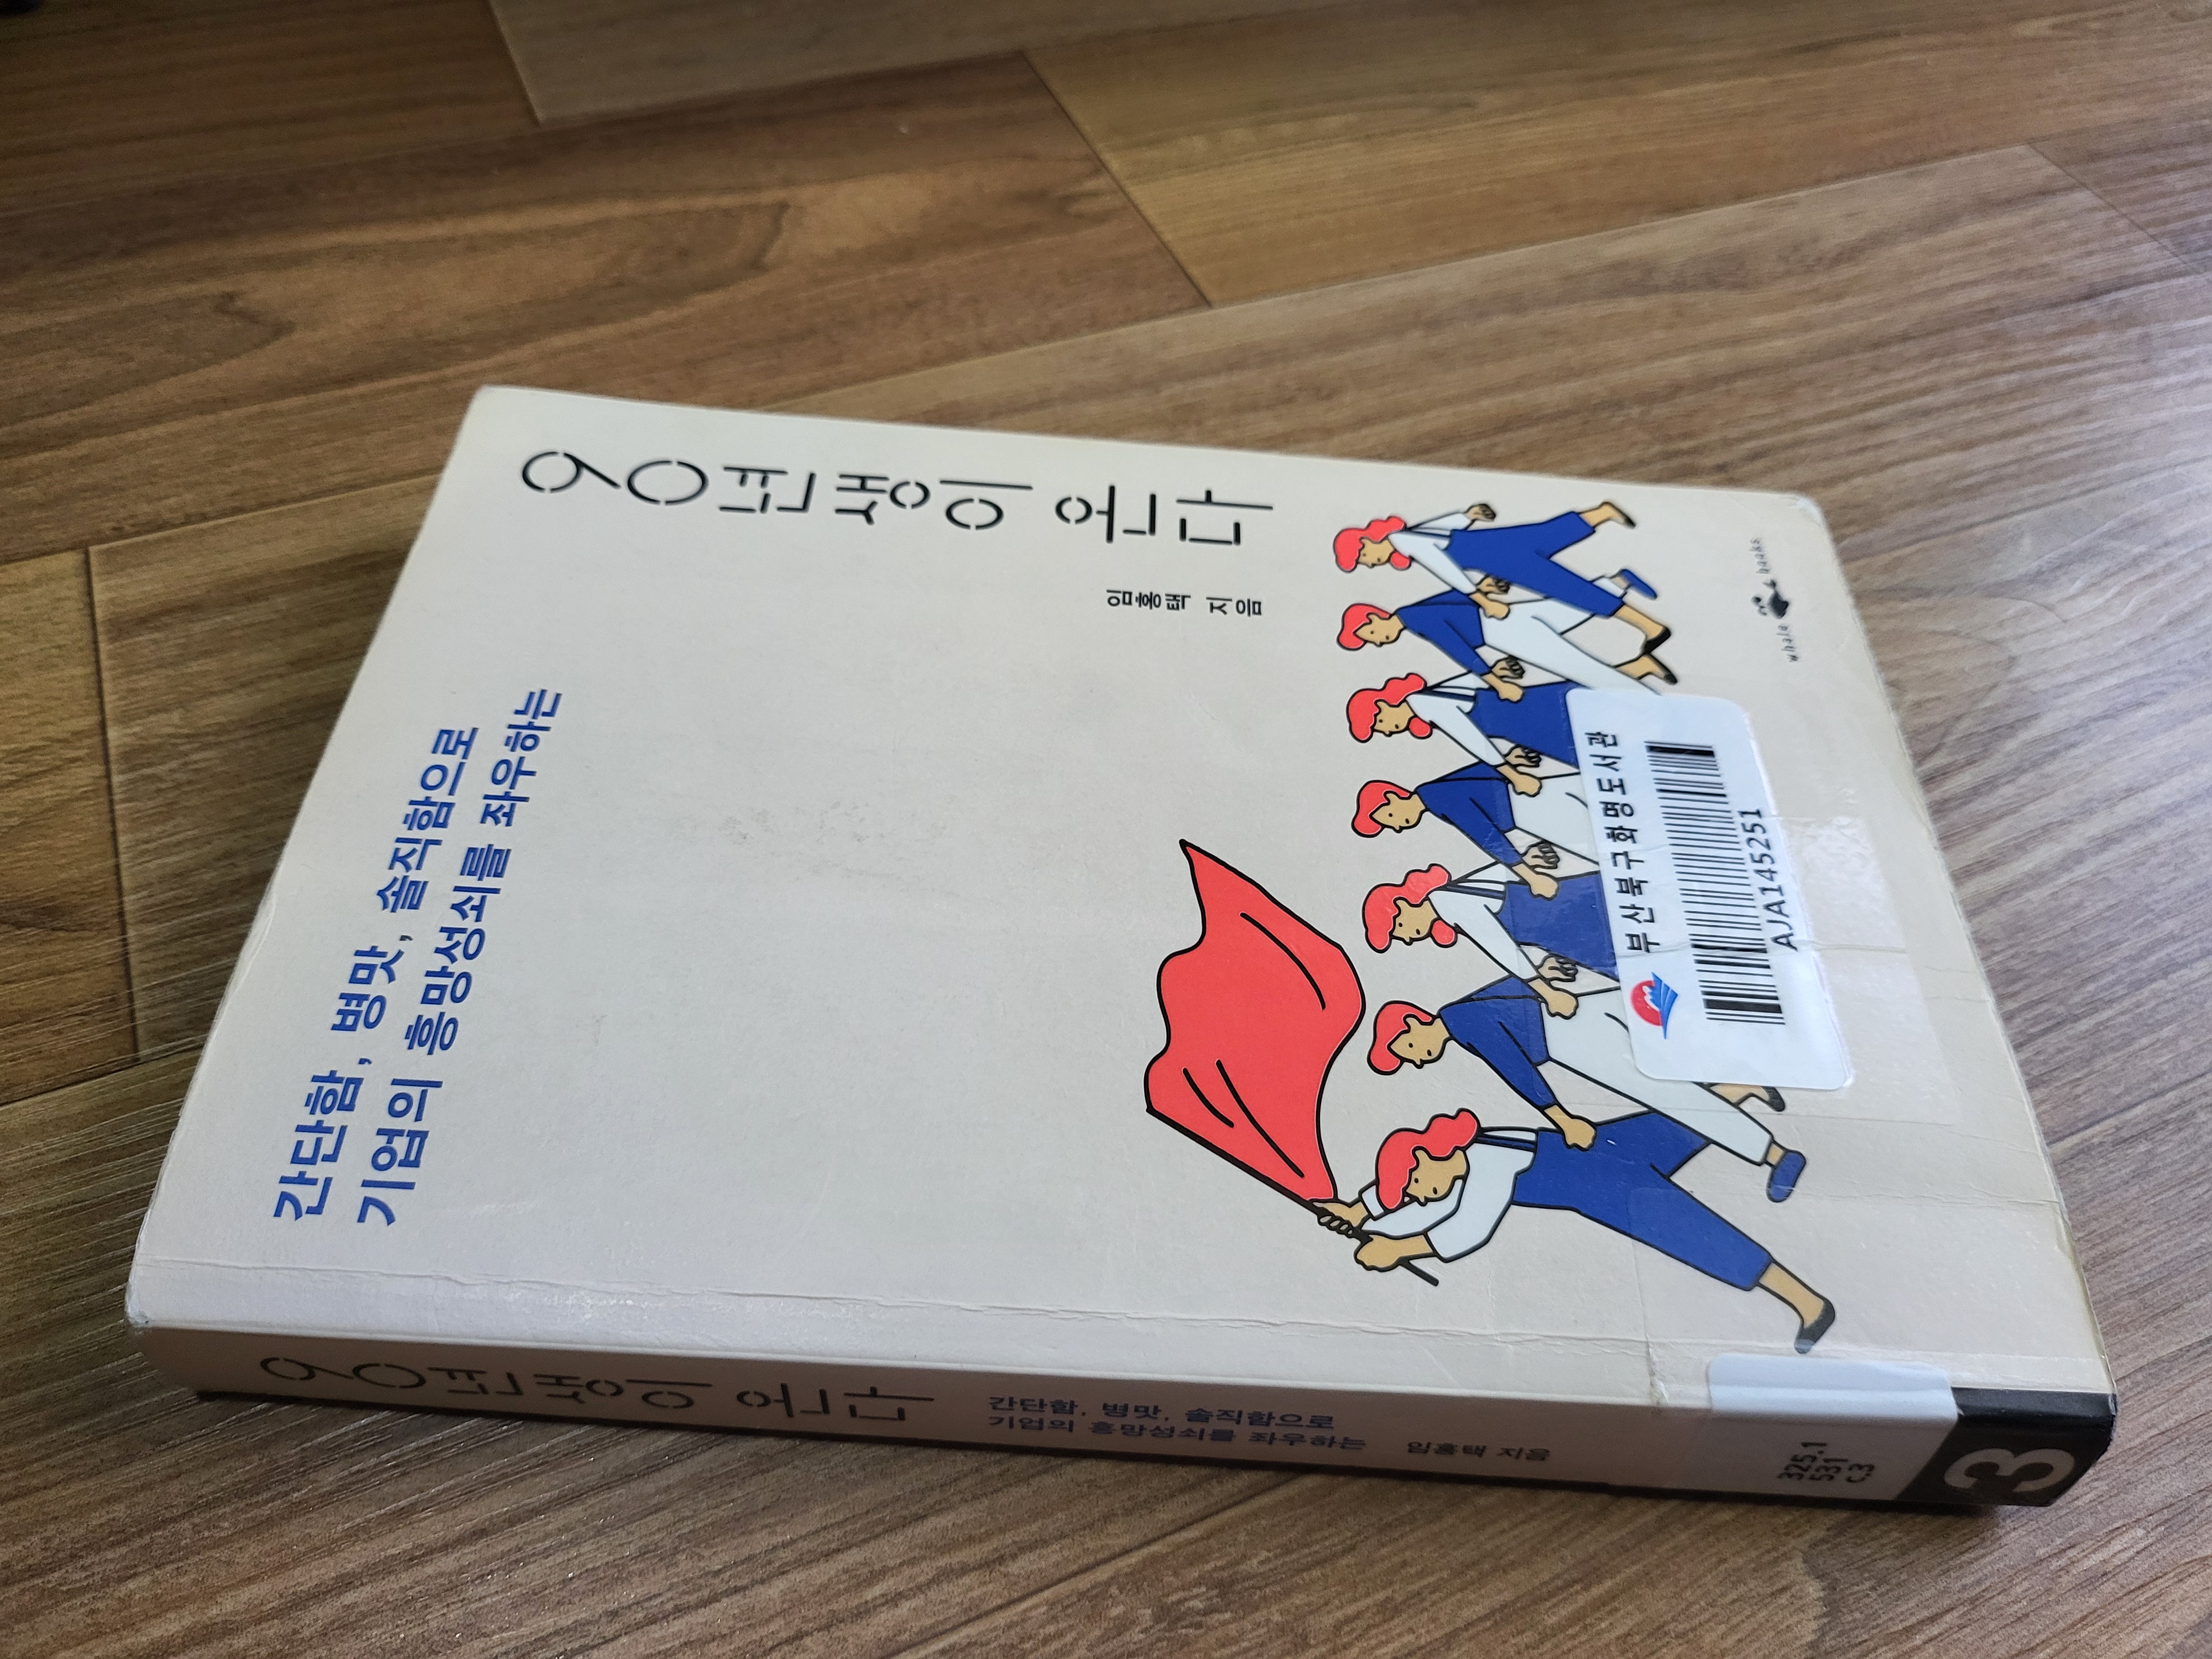 간단함, 병맛, 솔직함으로
기업의 흥망성쇠를 좌우하는
90년생이 온다
임홍택 지음
whale books
부산북구화명도서관
AJA145251
90년생이 온다
간단함, 병맛, 솔직함으로
기업의 흥망성쇠를 좌우하는
임홍택 지음
325.1
531
C.3
3